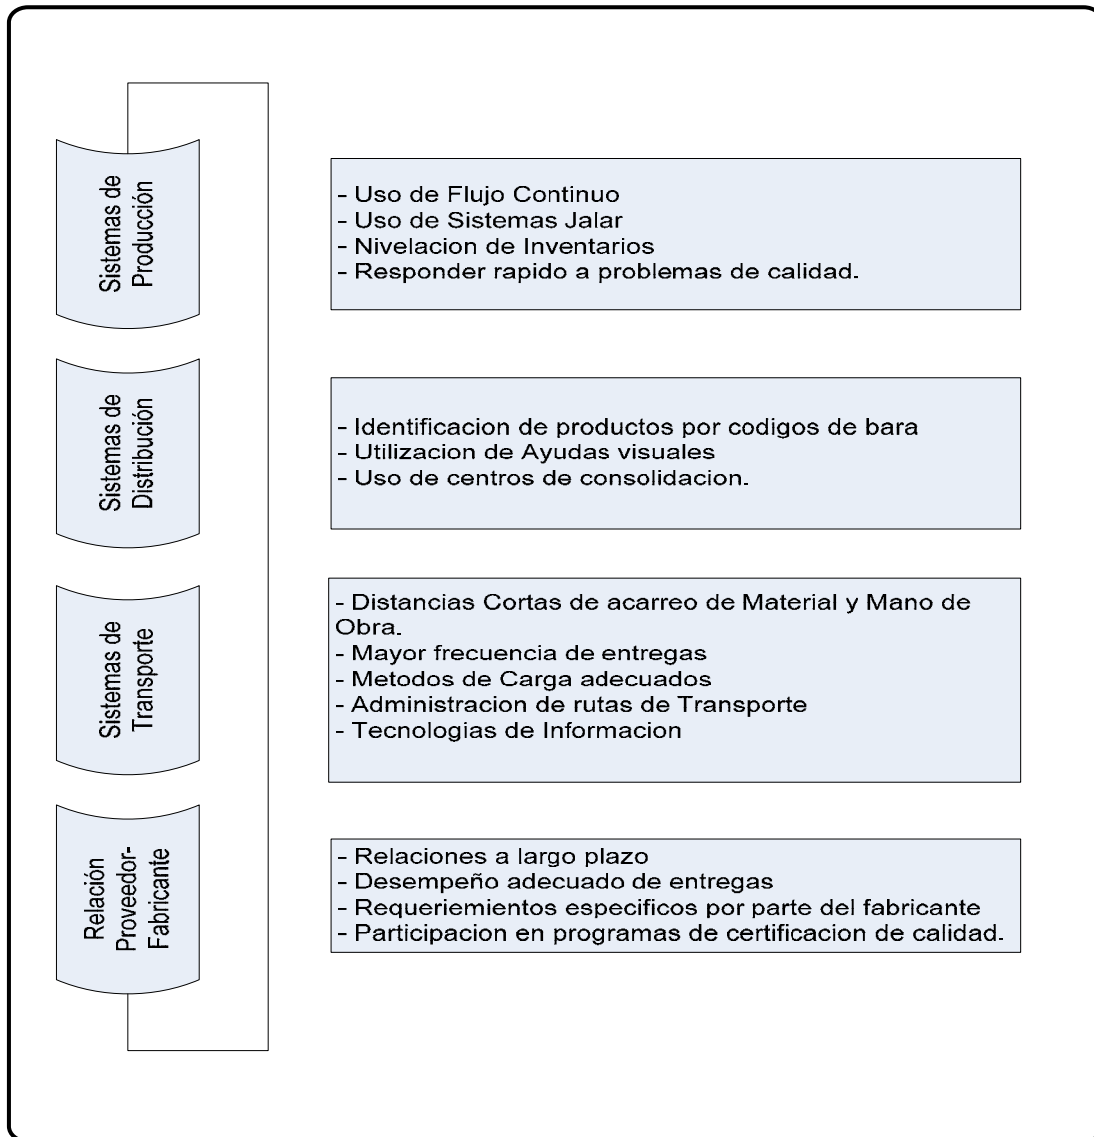 Sistemas de
Producción
- Uso de Flujo Continuo
- Uso de Sistemas Jalar
- Nivelacion de Inventarios
- Responder rapido a problemas de calidad.
Sistemas de
Distribución
- Identificacion de productos por codigos de bara
- Utilizacion de Ayudas visuales
- Uso de centros de consolidacion.
Sistemas de
Transporte
- Distancias Cortas de acarreo de Material y Mano de
Obra.
- Mayor frecuencia de entregas
- Metodos de Carga adecuados
- Administracion de rutas de Transporte
- Tecnologias de Informacion
Relación
Proveedor-
Fabricante
- Relaciones a largo plazo
- Desempeño adecuado de entregas
- Requeriemientos especificos por parte del fabricante
- Participacion en programas de certificacion de calidad.